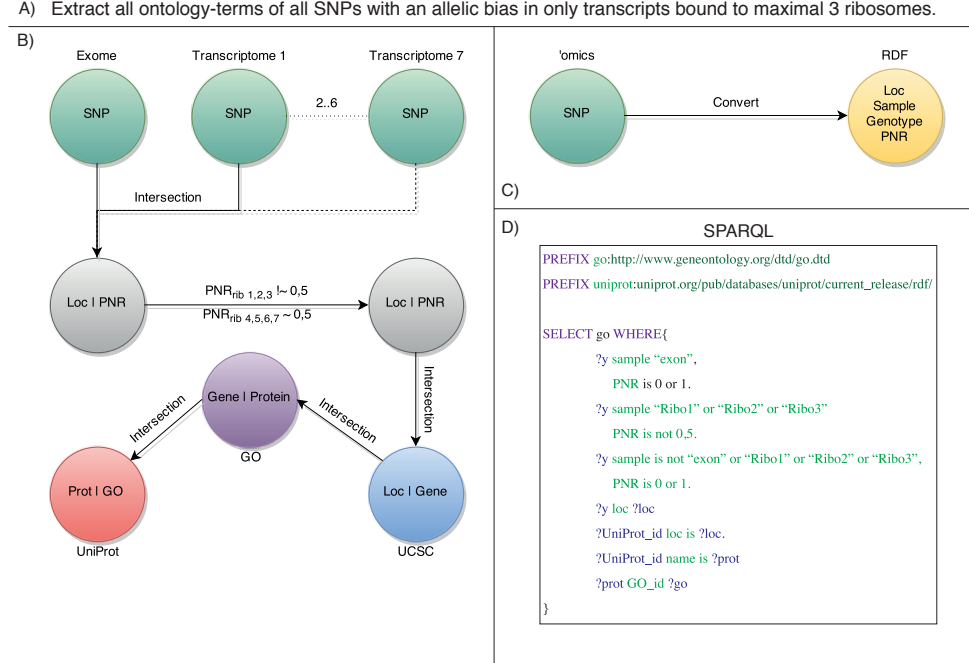 A) Extract all ontology-terms of all SNPs with an allelic bias in only transcripts bound to maximal 3 ribosomes.
B)
Exome
Transcriptome 1
Transcriptome 7
SNP
SNP
2..6
SNP
Intersection
Loc | PNR
PNRrib 1,2,3 !~ 0,5
PNRrib 4,5,6,7 ~ 0,5
Loc | PNR
Intersection
Gene | Protein
GO
Intersection
Intersection
Prot | GO
UniProt
Loc | Gene
UCSC
'omics
RDF
SNP
Convert
Loc
Sample
Genotype
PNR
C)
D)
SPARQL
PREFIX go:http://www.geneontology.org/dtd/go.dtd
PREFIX uniprot:uniprot.org/pub/databases/uniprot/current_release/rdf/
SELECT go WHERE{
?y sample “exon”,
PNR is 0 or 1.
?y sample “Ribo1” or “Ribo2” or “Ribo3”
PNR is not 0,5.
?y sample is not “exon” or “Ribo1” or “Ribo2” or “Ribo3”,
PNR is 0 or 1.
?y loc ?loc
?UniProt_id loc is ?loc.
?UniProt_id name is ?prot
?prot GO_id ?go
}